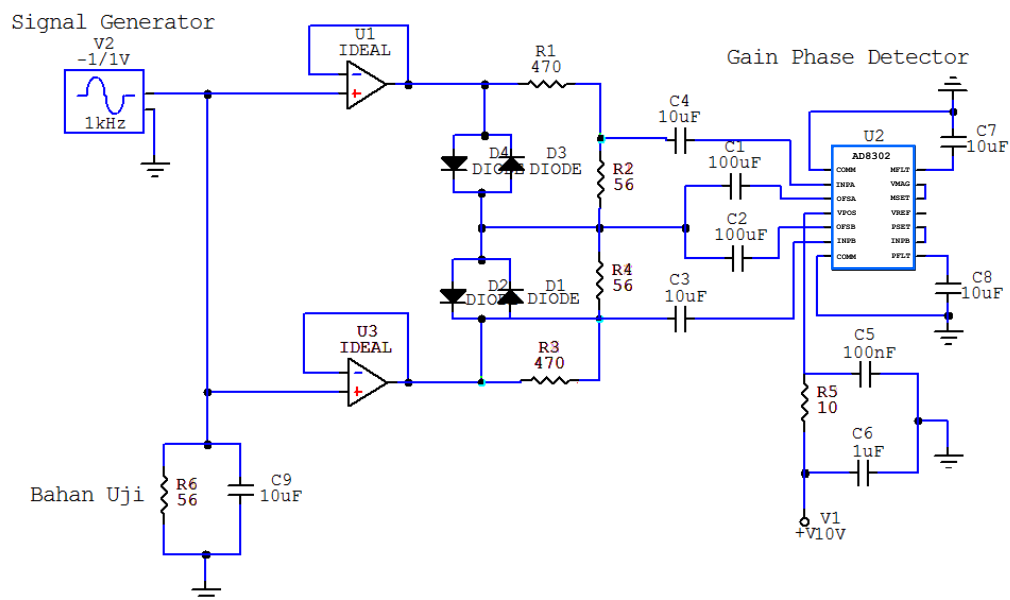 Signal Generator
V2
-1/1V
1kHz
U1
IDEAL
R1
470
Gain Phase Detector
C4
10uF
C7
10uF
U2
AD8302
COMM
INPA
OFSA
VPOS
OFSB
INPB
COMM
MFLT
VMAG
MSET
VREF
PSET
INPB
PFLT
D4
DIODE
D3
DIODE
R2
56
C1
100uF
C2
100uF
D2
DIODE
D1
DIODE
R4
56
C3
10uF
C8
10uF
U3
IDEAL
R3
470
C5
100nF
R5
10
C6
1uF
V1
+V10V
Bahan Uji
R6
56
C9
10uF